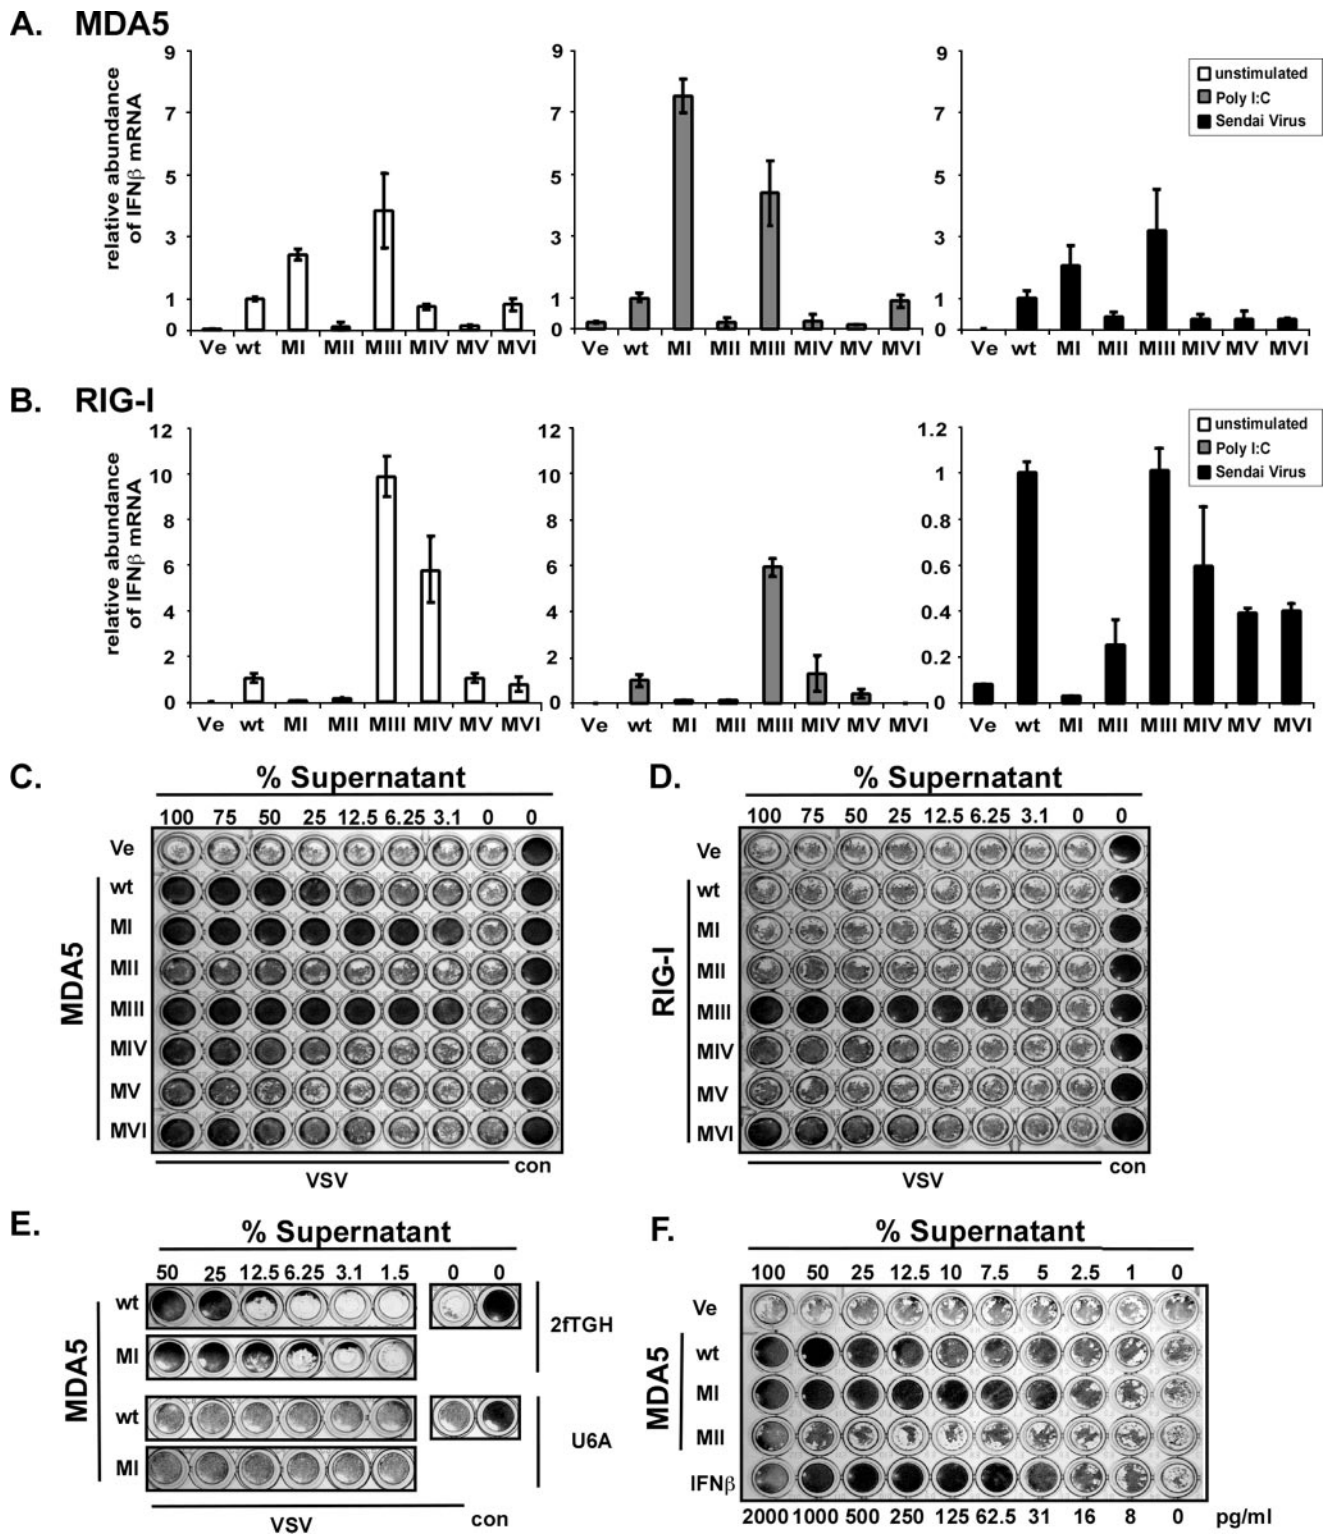 A. MDA5
relative abundance
of IFNβ mRNA
9
7
5
3
1
0
Ve wt MI MII MIII MIV MV MVI
9
7
5
3
1
0
Ve wt MI MII MIII MIV MV MVI
9
7
5
3
1
0
Ve wt MI MII MIII MIV MV MVI
unstimulated
Poly I:C
Sendai Virus
B. RIG-I
relative abundance
of IFNβ mRNA
12
10
8
6
4
2
0
Ve wt MI MII MIII MIV MV MVI
12
10
8
6
4
2
0
Ve wt MI MII MIII MIV MV MVI
1.2
1
0.8
0.6
0.4
0.2
0
Ve wt MI MII MIII MIV MV MVI
unstimulated
Poly I:C
Sendai Virus
C.
% Supernatant
100 75 50 25 12.5 6.25 3.1 0 0
Ve
wt
MI
MII
MIII
MIV
MV
MVI
MDA5
VSV
con
D.
% Supernatant
100 75 50 25 12.5 6.25 3.1 0 0
Ve
wt
MI
MII
MIII
MIV
MV
MVI
RIG-I
VSV
con
E.
% Supernatant
50 25 12.5 6.25 3.1 1.5 0 0
wt
MI
wt
MI
MDA5
2fTGH
U6A
VSV
con
F.
% Supernatant
100 50 25 12.5 10 7.5 5 2.5 1 0
Ve
wt
MI
MII
IFNβ
MDA5
2000 1000 500 250 125 62.5 31 16 8 0 pg/ml